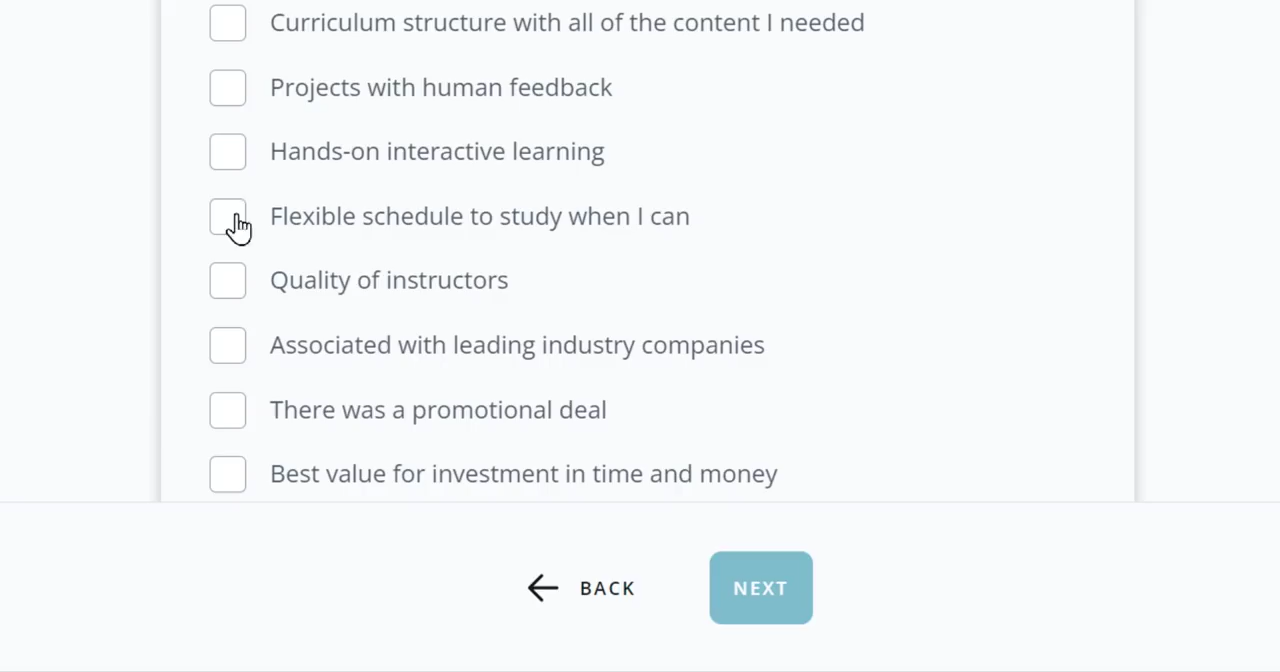 Curriculum structure with all of the content I needed
Projects with human feedback
Hands-on interactive learning
Flexible schedule to study when I can
Quality of instructors
Associated with leading industry companies
There was a promotional deal
Best value for investment in time and money
BACK
NEXT